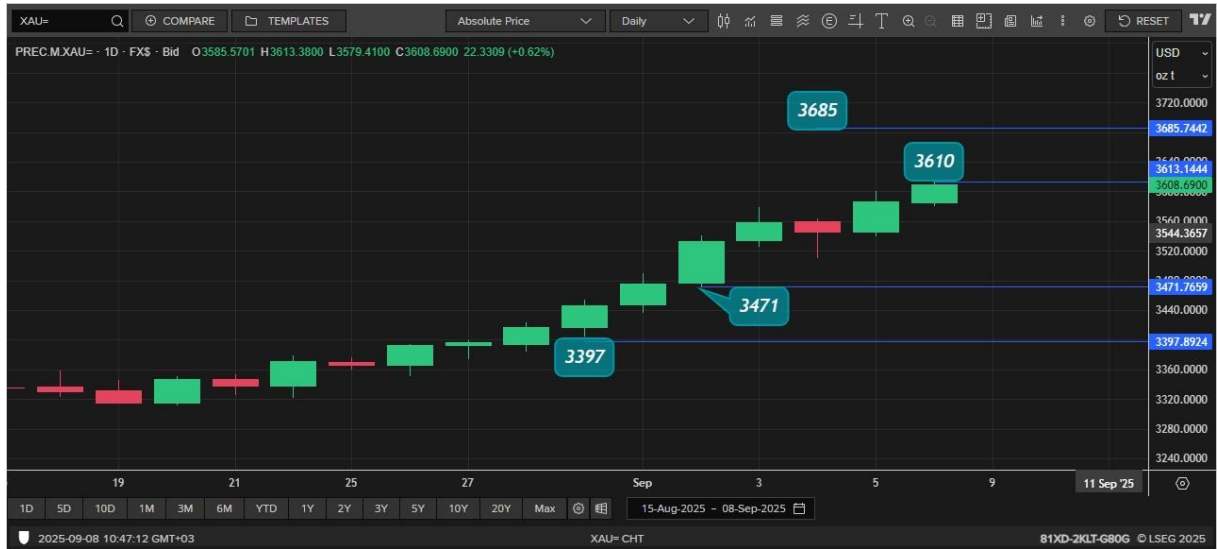 XAU= COMPARE TEMPLATES Absolute Price Daily RESET
PREC.M.XAU= · 1D · FX$ · Bid O3585.5701 H3613.3800 L3579.4100 C3608.6900 22.3309 (+0.62%)
USD
oz t
3720.0000
3685
3685.7442
3610
3613.1444
3608.6900
3560.0000
3544.3657
3520.0000
3471.7659
3471
3440.0000
3397.8924
3397
3360.0000
3320.0000
3280.0000
3240.0000
19 21 25 27 Sep 3 5 9 11 Sep '25
1D 5D 10D 1M 3M 6M YTD 1Y 2Y 3Y 5Y 10Y 20Y Max 15-Aug-2025 - 08-Sep-2025
2025-09-08 10:47:12 GMT+03 XAU= CHT 81XD-2KLT-G80G © LSEG 2025